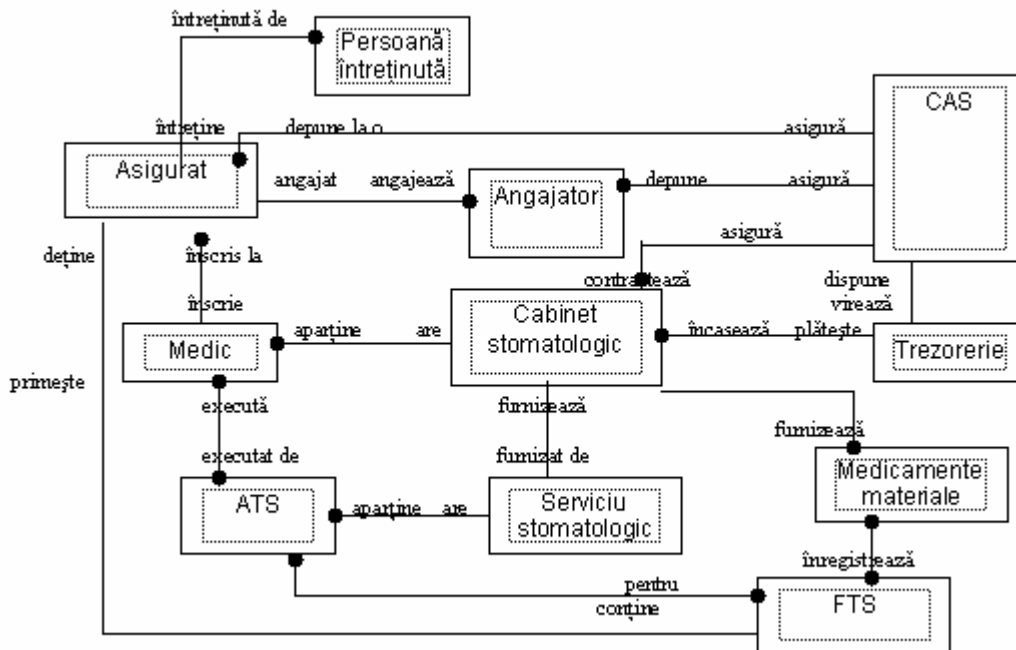 întreținută de
Persoană
întreținută
CAS
întreține
depune la o
asigură
Asigurat
angajat
angajează
Angajator
depune
asigură
deține
înscris la
asigură
contractează
dispune
virează
înscrie
Medic
aparține
are
Cabinet
stomatologic
încasează
plătește
Trezorerie
primește
execută
furnizează
furnizează
executat de
furnizat de
Medicamente
materiale
ATS
aparține
are
Serviciu
stomatologic
înregistrează
pentru
conține
FTS